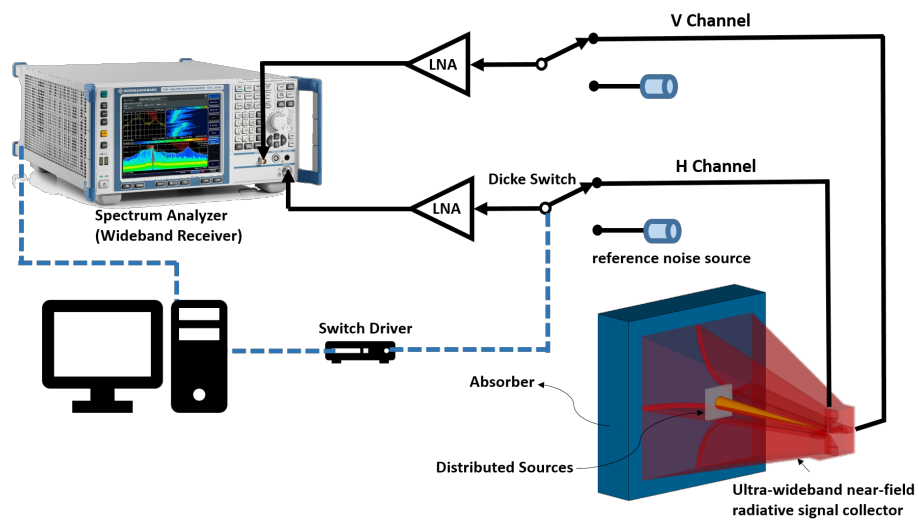 V Channel
LNA
Dicke Switch
H Channel
LNA
Spectrum Analyzer
(Wideband Receiver)
reference noise source
Switch Driver
Absorber
Distributed Sources
Ultra-wideband near-field
radiative signal collector